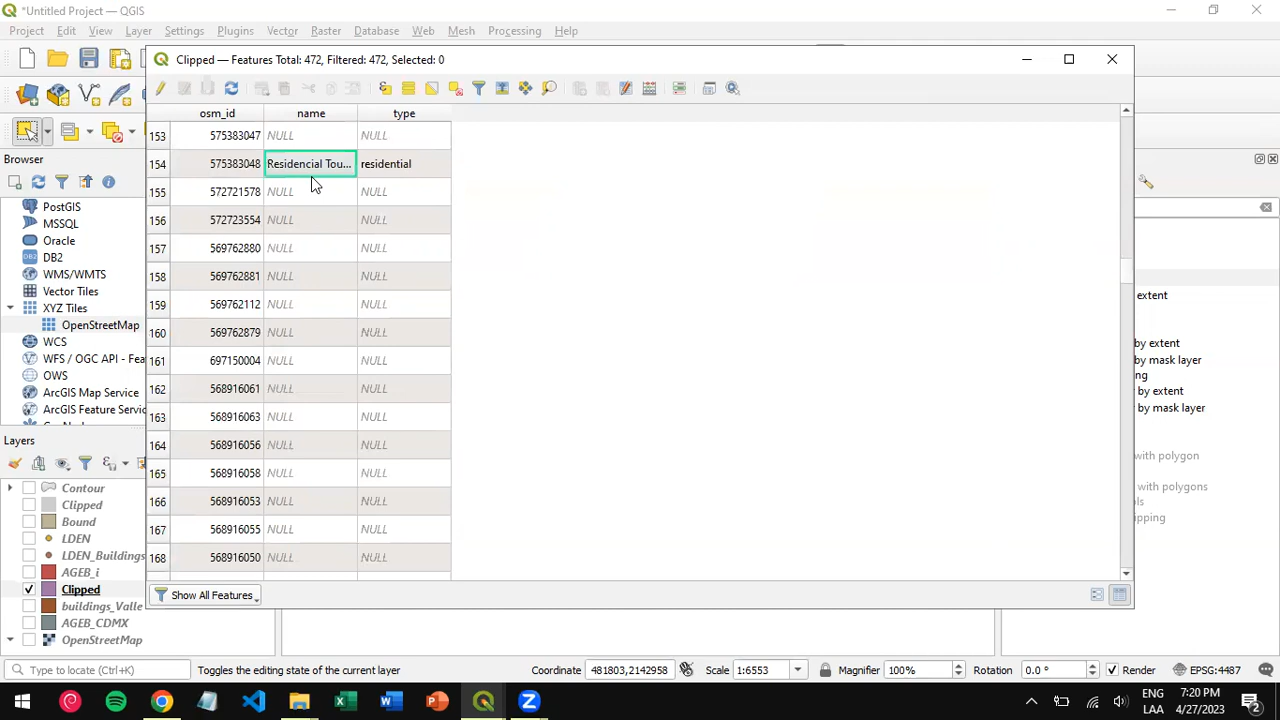 *Untitled Project — QGIS
Project Edit View Layer Settings Plugins Vector Raster Database Web Mesh Processing Help
Clipped — Features Total: 472, Filtered: 472, Selected: 0
osm_id name type
153 575383047 NULL NULL
154 575383048 Residencial Tou... residential
155 572721578 NULL NULL
156 572723554 NULL NULL
157 569762880 NULL NULL
158 569762881 NULL NULL
159 569762112 NULL NULL
160 569762879 NULL NULL
161 697150004 NULL NULL
162 568916061 NULL NULL
163 568916063 NULL NULL
164 568916056 NULL NULL
165 568916058 NULL NULL
166 568916053 NULL NULL
167 568916055 NULL NULL
168 568916050 NULL NULL
Show All Features
Browser
PostGIS
MSSQL
Oracle
DB2
WMS/WMTS
Vector Tiles
XYZ Tiles
OpenStreetMap
WCS
WFS / OGC API - Fea
OWS
ArcGIS Map Service
ArcGIS Feature Servic
Layers
Contour
Clipped
Bound
LDEN
LDEN_Buildings
AGEB_i
Clipped
buildings_Valle
AGEB_CDMX
OpenStreetMap
extent
by extent
by mask layer
ng
by extent
by mask layer
with polygon
with polygons
ls
ipping
Type to locate (Ctrl+K) Toggles the editing state of the current layer Coordinate 481803,2142958 Scale 1:6553 Magnifier 100% Rotation 0.0 ° Render EPSG:4487
ENG
LAA
7:20 PM
4/27/2023
2